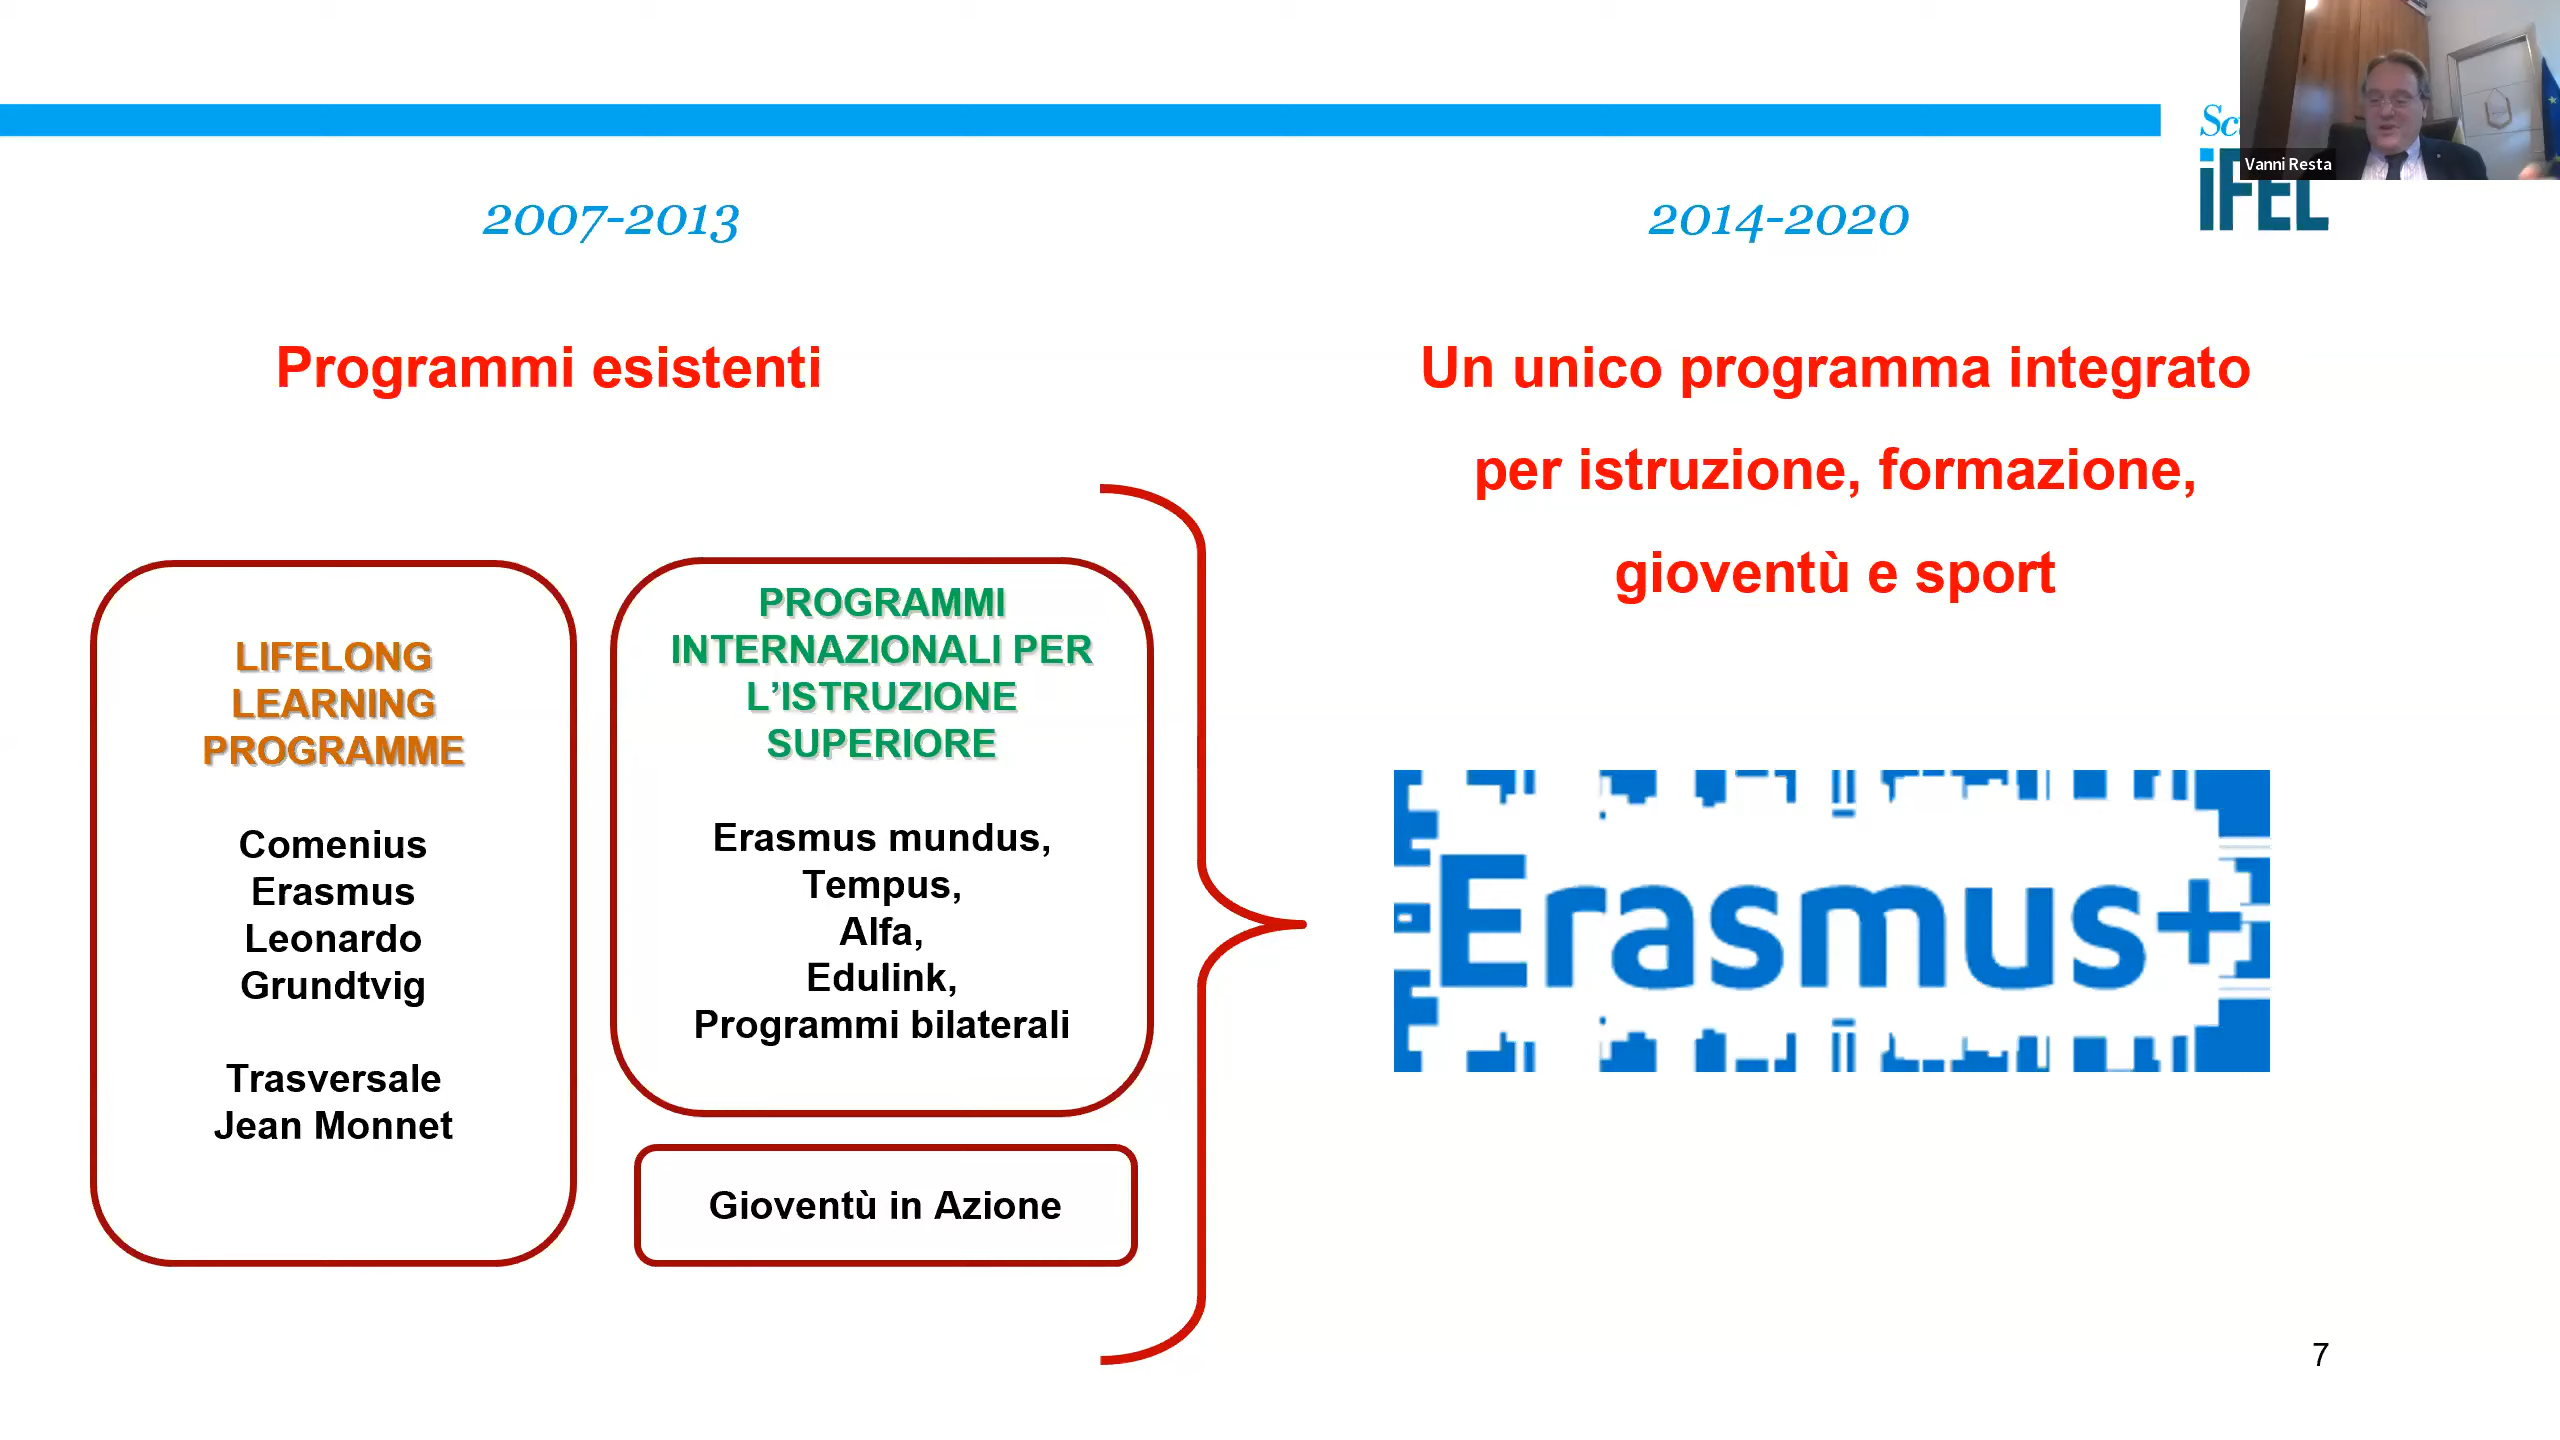 Vanni Resta
iFEL
2007-2013
2014-2020
Programmi esistenti
Un unico programma integrato
per istruzione, formazione,
gioventù e sport
LIFELONG
LEARNING
PROGRAMME
Comenius
Erasmus
Leonardo
Grundtvig
Trasversale
Jean Monnet
PROGRAMMI
INTERNAZIONALI PER
L’ISTRUZIONE
SUPERIORE
Erasmus mundus,
Tempus,
Alfa,
Edulink,
Programmi bilaterali
Gioventù in Azione
Erasmus+
7